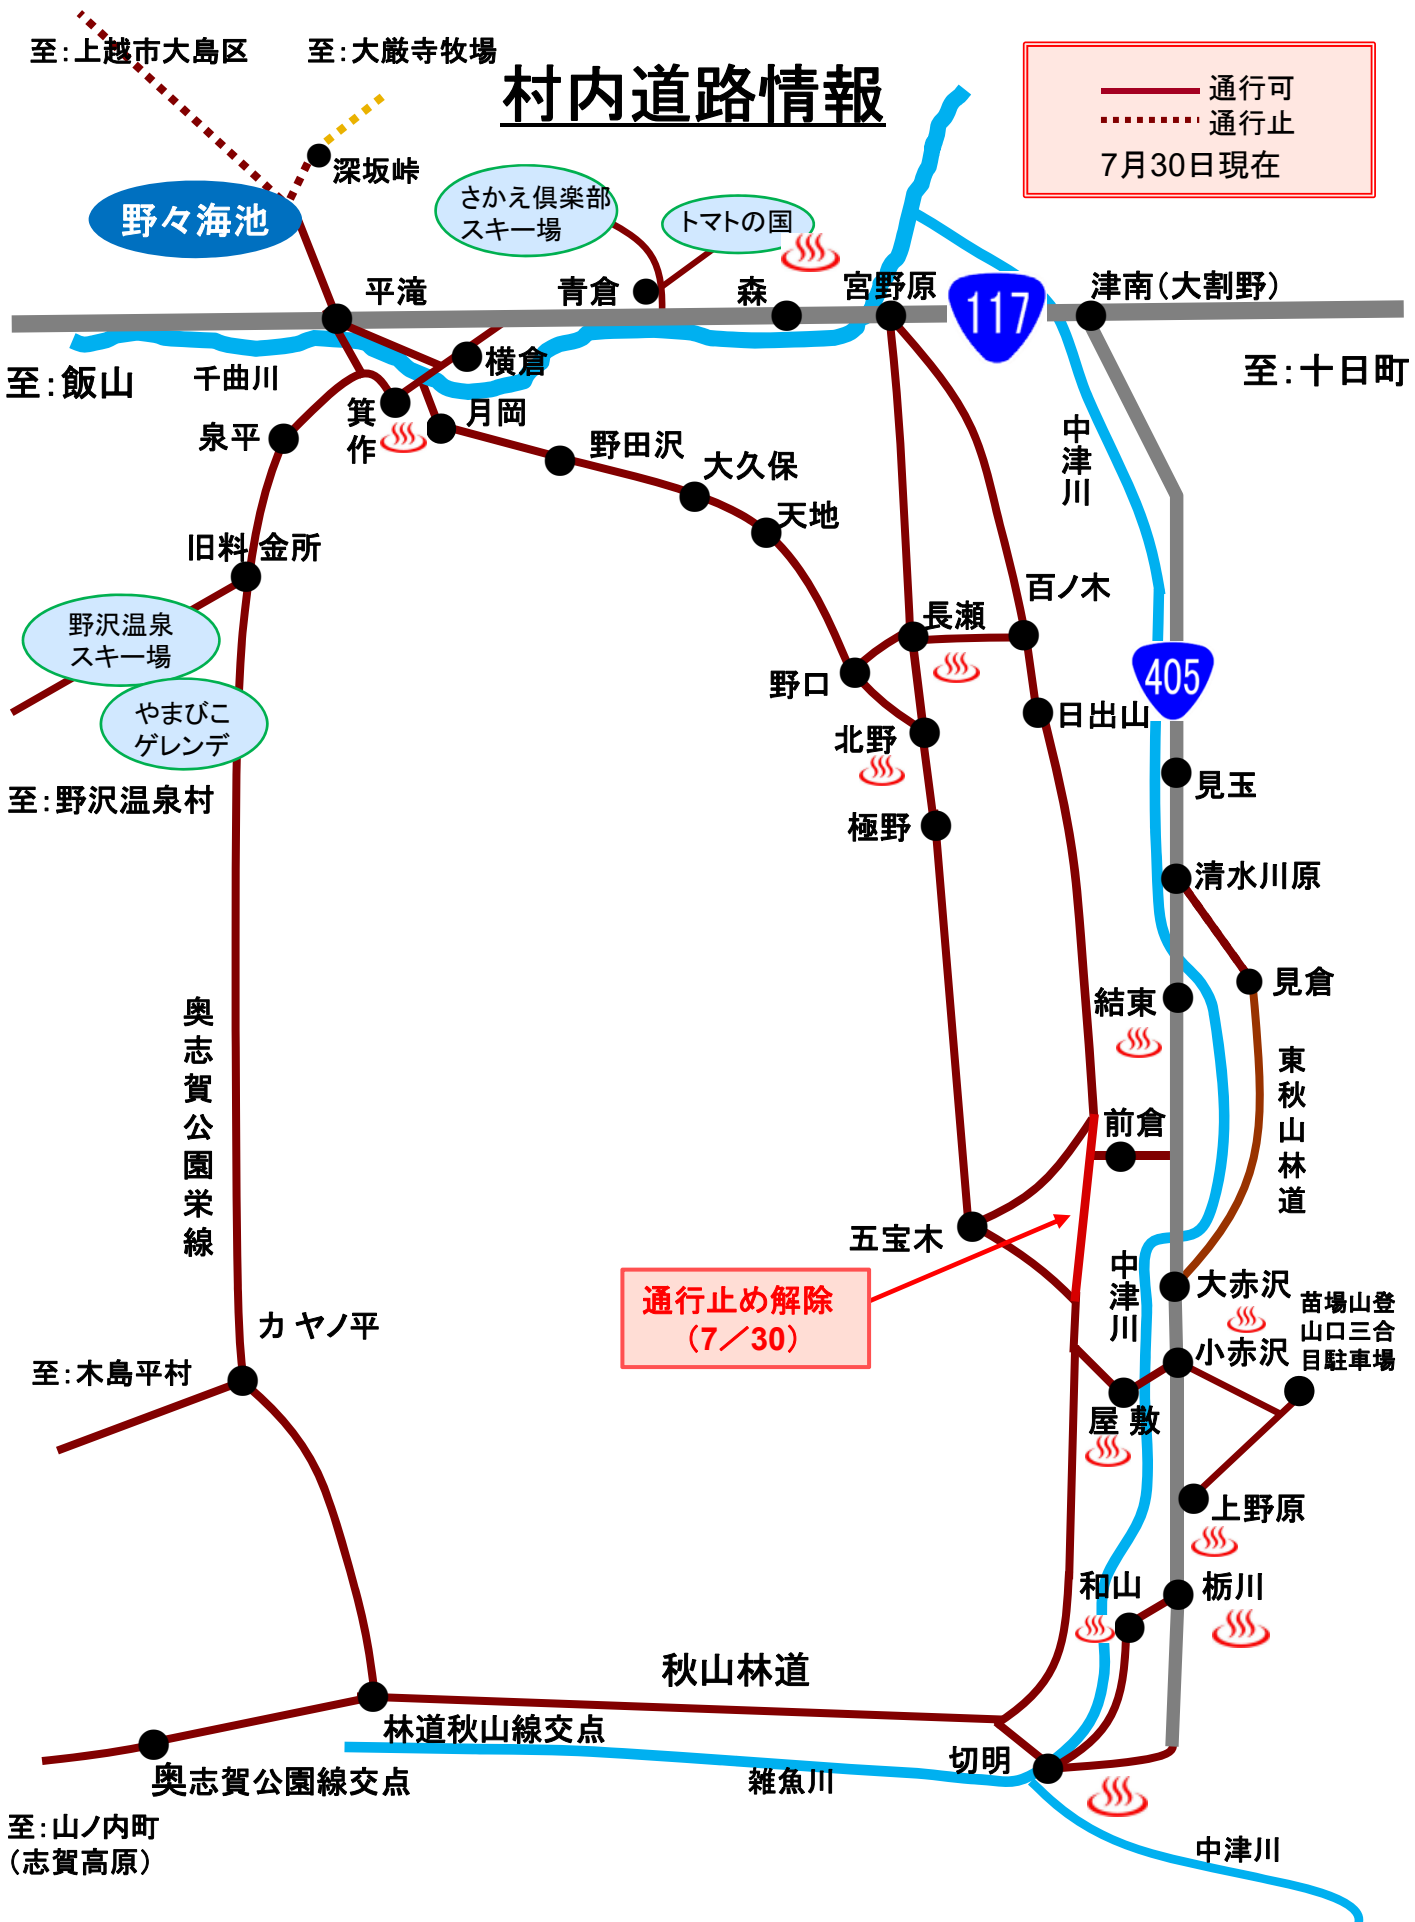 至：上越市大島区
至：大厳寺牧場
村内道路情報
通行可
通行止
7月30日現在
深坂峠
野々海池
さかえ倶楽部
スキー場
トマトの国
平滝
青倉
森
宮野原
117
津南（大割野）
至：飯山
千曲川
横倉
至：十日町
箕作
月岡
泉平
野田沢
大久保
天地
中津川
旧料金所
百ノ木
長瀬
野沢温泉
スキー場
野口
405
やまびこ
ゲレンデ
北野
日出山
至：野沢温泉村
見玉
極野
清水川原
見倉
結東
奥志賀公園栄線
東秋山林道
前倉
五宝木
通行止め解除
（7／30）
中津川
大赤沢
苗場山登
山口三合
目駐車場
カヤノ平
小赤沢
至：木島平村
屋敷
上野原
和山
栃川
秋山林道
林道秋山線交点
切明
奥志賀公園線交点
雑魚川
至：山ノ内町
（志賀高原）
中津川